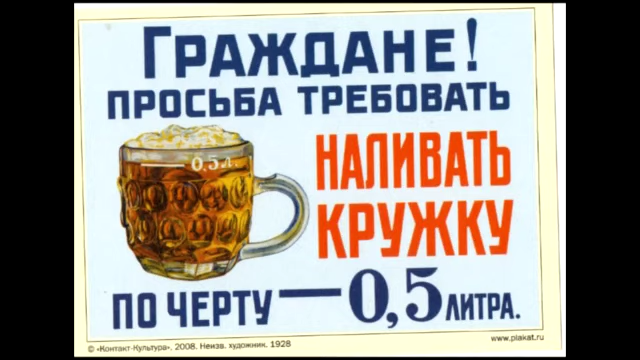 ГРАЖДАНЕ!
ПРОСЬБА ТРЕБОВАТЬ
0,5 л.
НАЛИВАТЬ
КРУЖКУ
ПО ЧЕРТУ — 0,5 ЛИТРА.
© «Контакт-Культура», 2008. Неизв. художник, 1928
www.plakat.ru